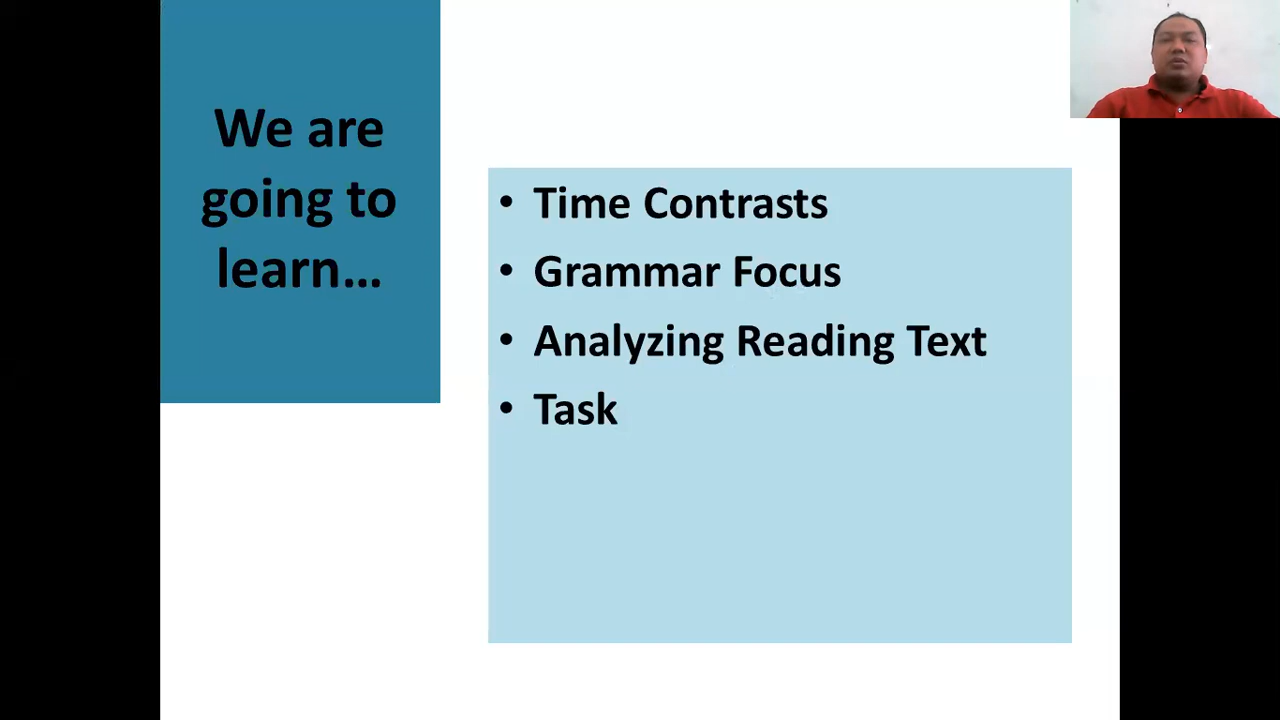 We are
going to
learn…
• Time Contrasts
• Grammar Focus
• Analyzing Reading Text
• Task